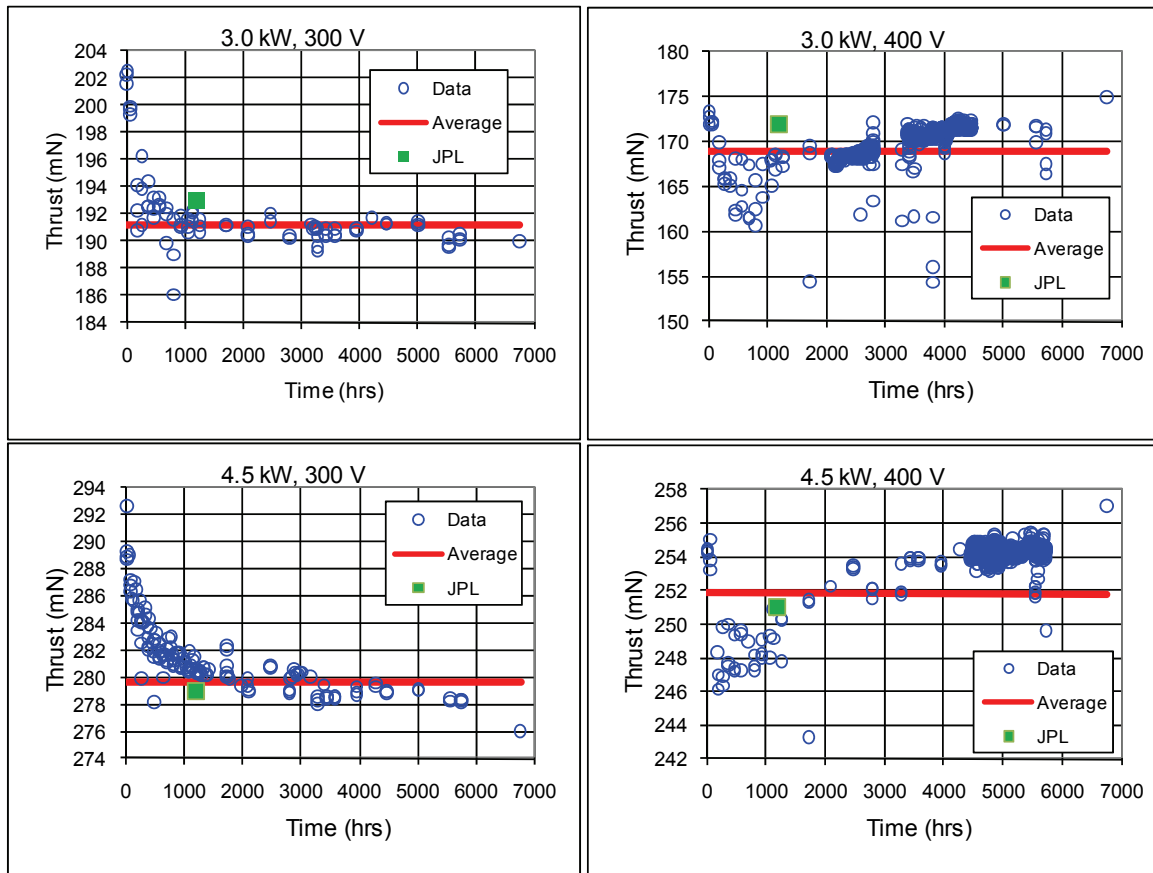 3.0 kW, 300 V
204
202
200
198
196
194
192
190
189
186
184
Thrust (mN)
0 1000 2000 3000 4000 5000 6000 7000
Time (hrs)
Data
Average
JPL
3.0 kW, 400 V
180
175
170
165
160
155
150
Thrust (mN)
0 1000 2000 3000 4000 5000 6000 7000
Time (hrs)
Data
Average
JPL
4.5 kW, 300 V
294
292
290
288
286
284
282
280
278
276
274
Thrust (mN)
0 1000 2000 3000 4000 5000 6000 7000
Time (hrs)
Data
Average
JPL
4.5 kW, 400 V
258
256
254
252
250
248
246
244
242
Thrust (mN)
0 1000 2000 3000 4000 5000 6000 7000
Time (hrs)
Data
Average
JPL